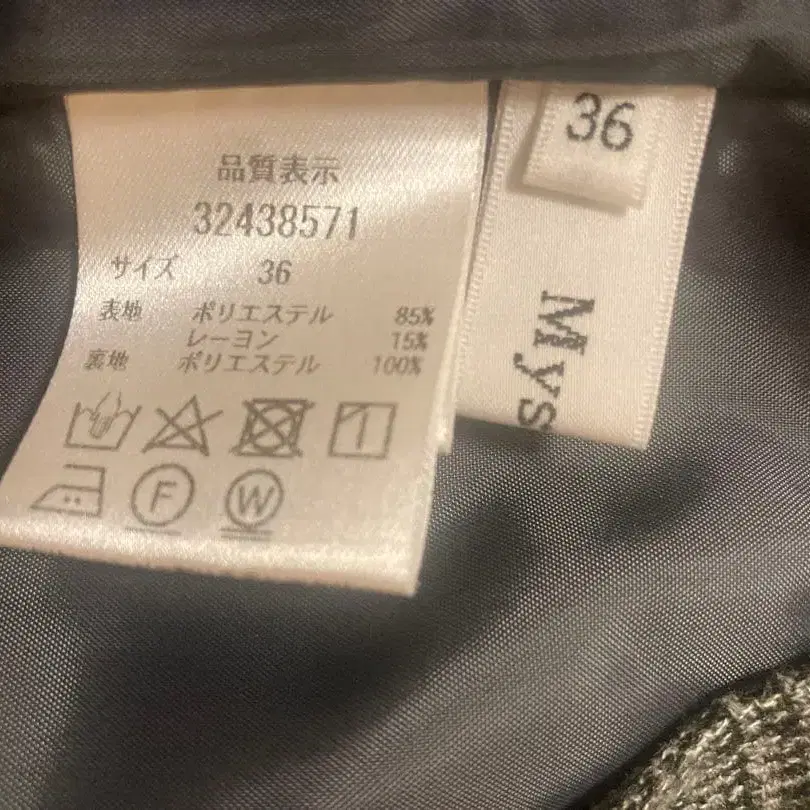 品質表示
32438571
サイズ 36
表地 ポリエステル 85%
レーヨン 15%
裏地 ポリエステル 100%
F W
36
Mys